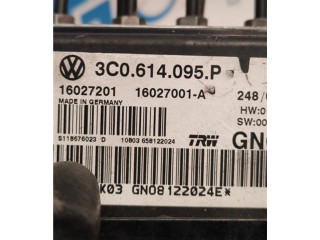 3C0.614.095.P
16027201 16027001-A 248/
MADE IN GERMANY
HW:0
SW:00
S118676023 D 10803 658122024 TRW GN
K03 GN08122024E*